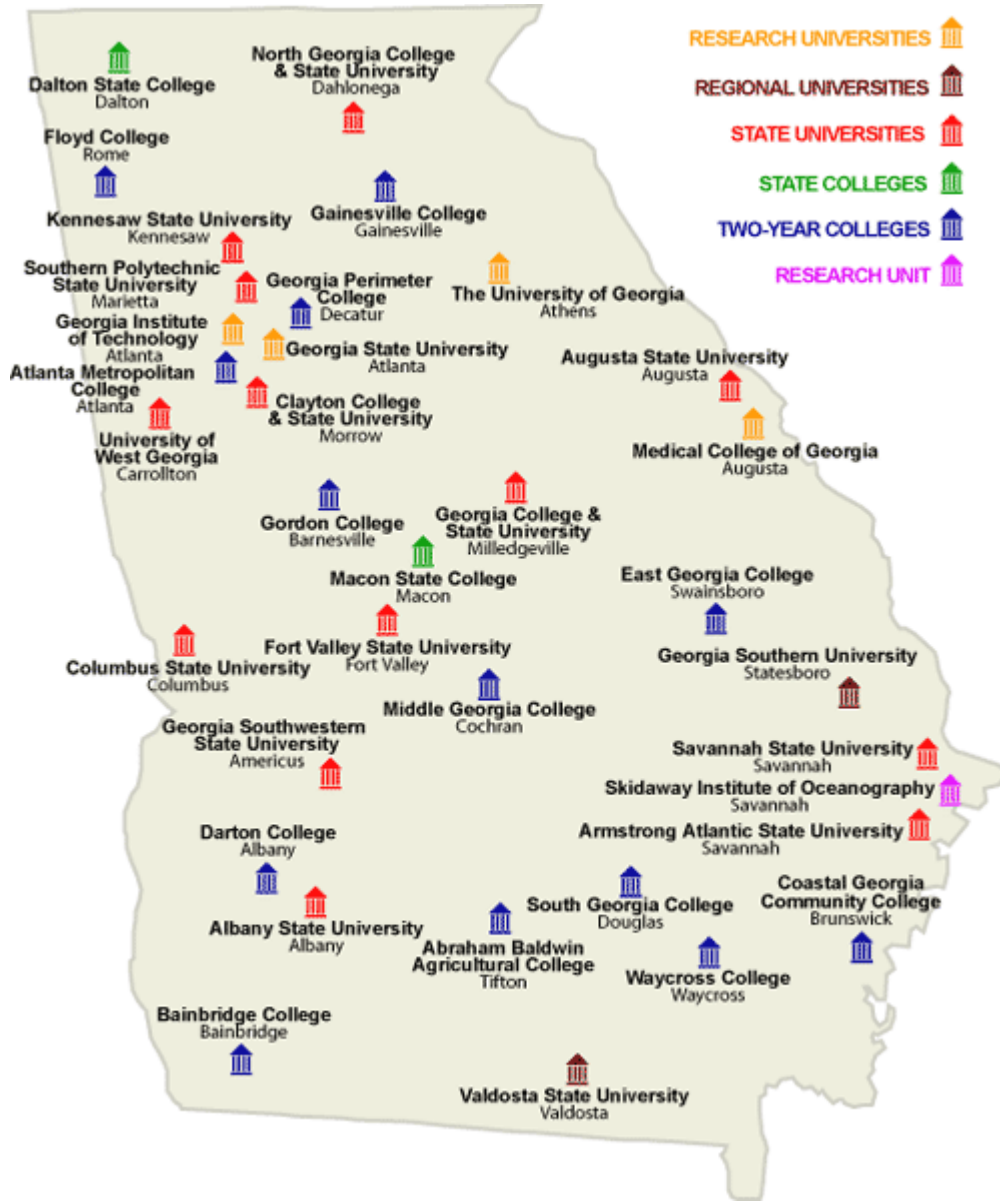 RESEARCH UNIVERSITIES
REGIONAL UNIVERSITIES
STATE UNIVERSITIES
STATE COLLEGES
TWO-YEAR COLLEGES
RESEARCH UNIT
Dalton State College
Dalton
North Georgia College
& State University
Dahlonega
Floyd College
Rome
Gainesville College
Gainesville
Kennesaw State University
Kennesaw
Southern Polytechnic
State University
Marietta
Georgia Perimeter
College
Decatur
The University of Georgia
Athens
Georgia Institute
of Technology
Atlanta
Georgia State University
Atlanta
Atlanta Metropolitan
College
Atlanta
Clayton College
& State University
Morrow
Augusta State University
Augusta
University of
West Georgia
Carrollton
Medical College of Georgia
Augusta
Gordon College
Barnesville
Georgia College &
State University
Milledgeville
Macon State College
Macon
East Georgia College
Swainsboro
Fort Valley State University
Fort Valley
Columbus State University
Columbus
Georgia Southern University
Statesboro
Middle Georgia College
Cochran
Georgia Southwestern
State University
Americus
Savannah State University
Savannah
Skidaway Institute of Oceanography
Savannah
Armstrong Atlantic State University
Savannah
Darton College
Albany
Albany State University
Albany
Abraham Baldwin
Agricultural College
Tifton
South Georgia College
Douglas
Coastal Georgia
Community College
Brunswick
Waycross College
Waycross
Bainbridge College
Bainbridge
Valdosta State University
Valdosta